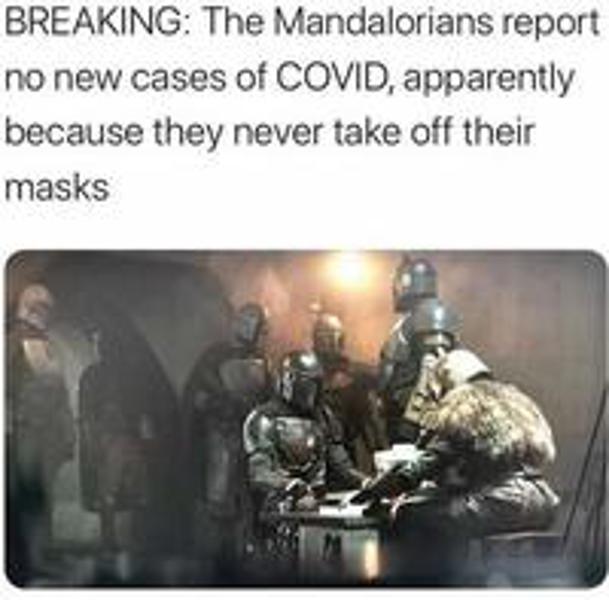 BREAKING: The Mandalorians report
no new cases of COVID, apparently
because they never take off their
masks